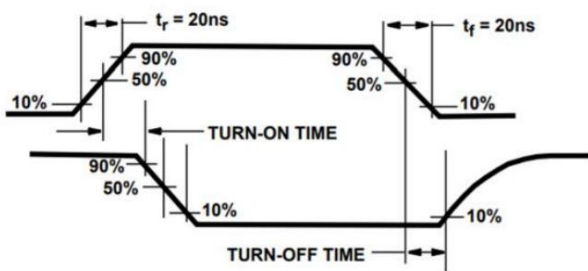 tr = 20ns
tf = 20ns
90%
90%
50%
50%
10%
10%
TURN-ON TIME
90%
50%
10%
10%
TURN-OFF TIME